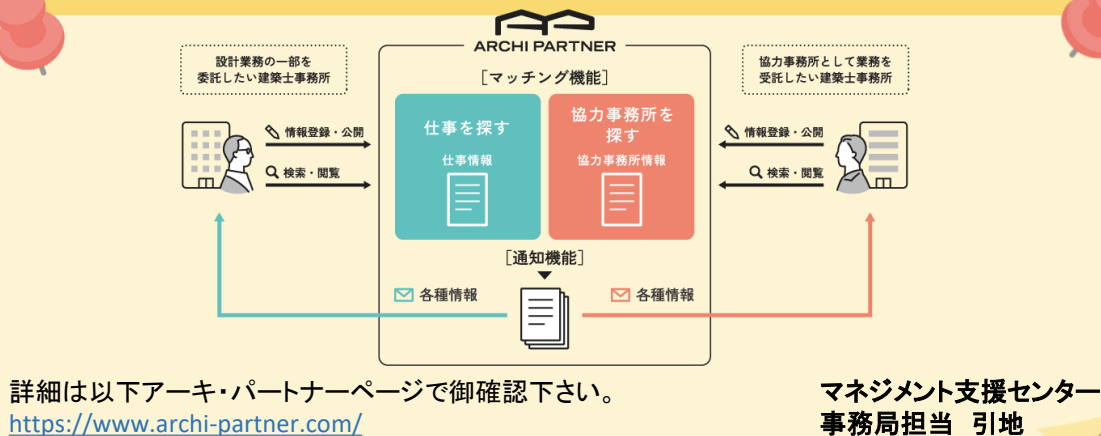 ARCHI PARTNER
設計業務の一部を
委託したい建築士事務所
[マッチング機能]
協力事務所として業務を
受託したい建築士事務所
仕事を探す
仕事情報
協力事務所を
探す
協力事務所情報
情報登録・公開
検索・閲覧
情報登録・公開
検索・閲覧
[通知機能]
各種情報
各種情報
詳細は以下アーキ・パートナーページで御確認下さい。
https://www.archi-partner.com/
マネジメント支援センター
事務局担当 引地